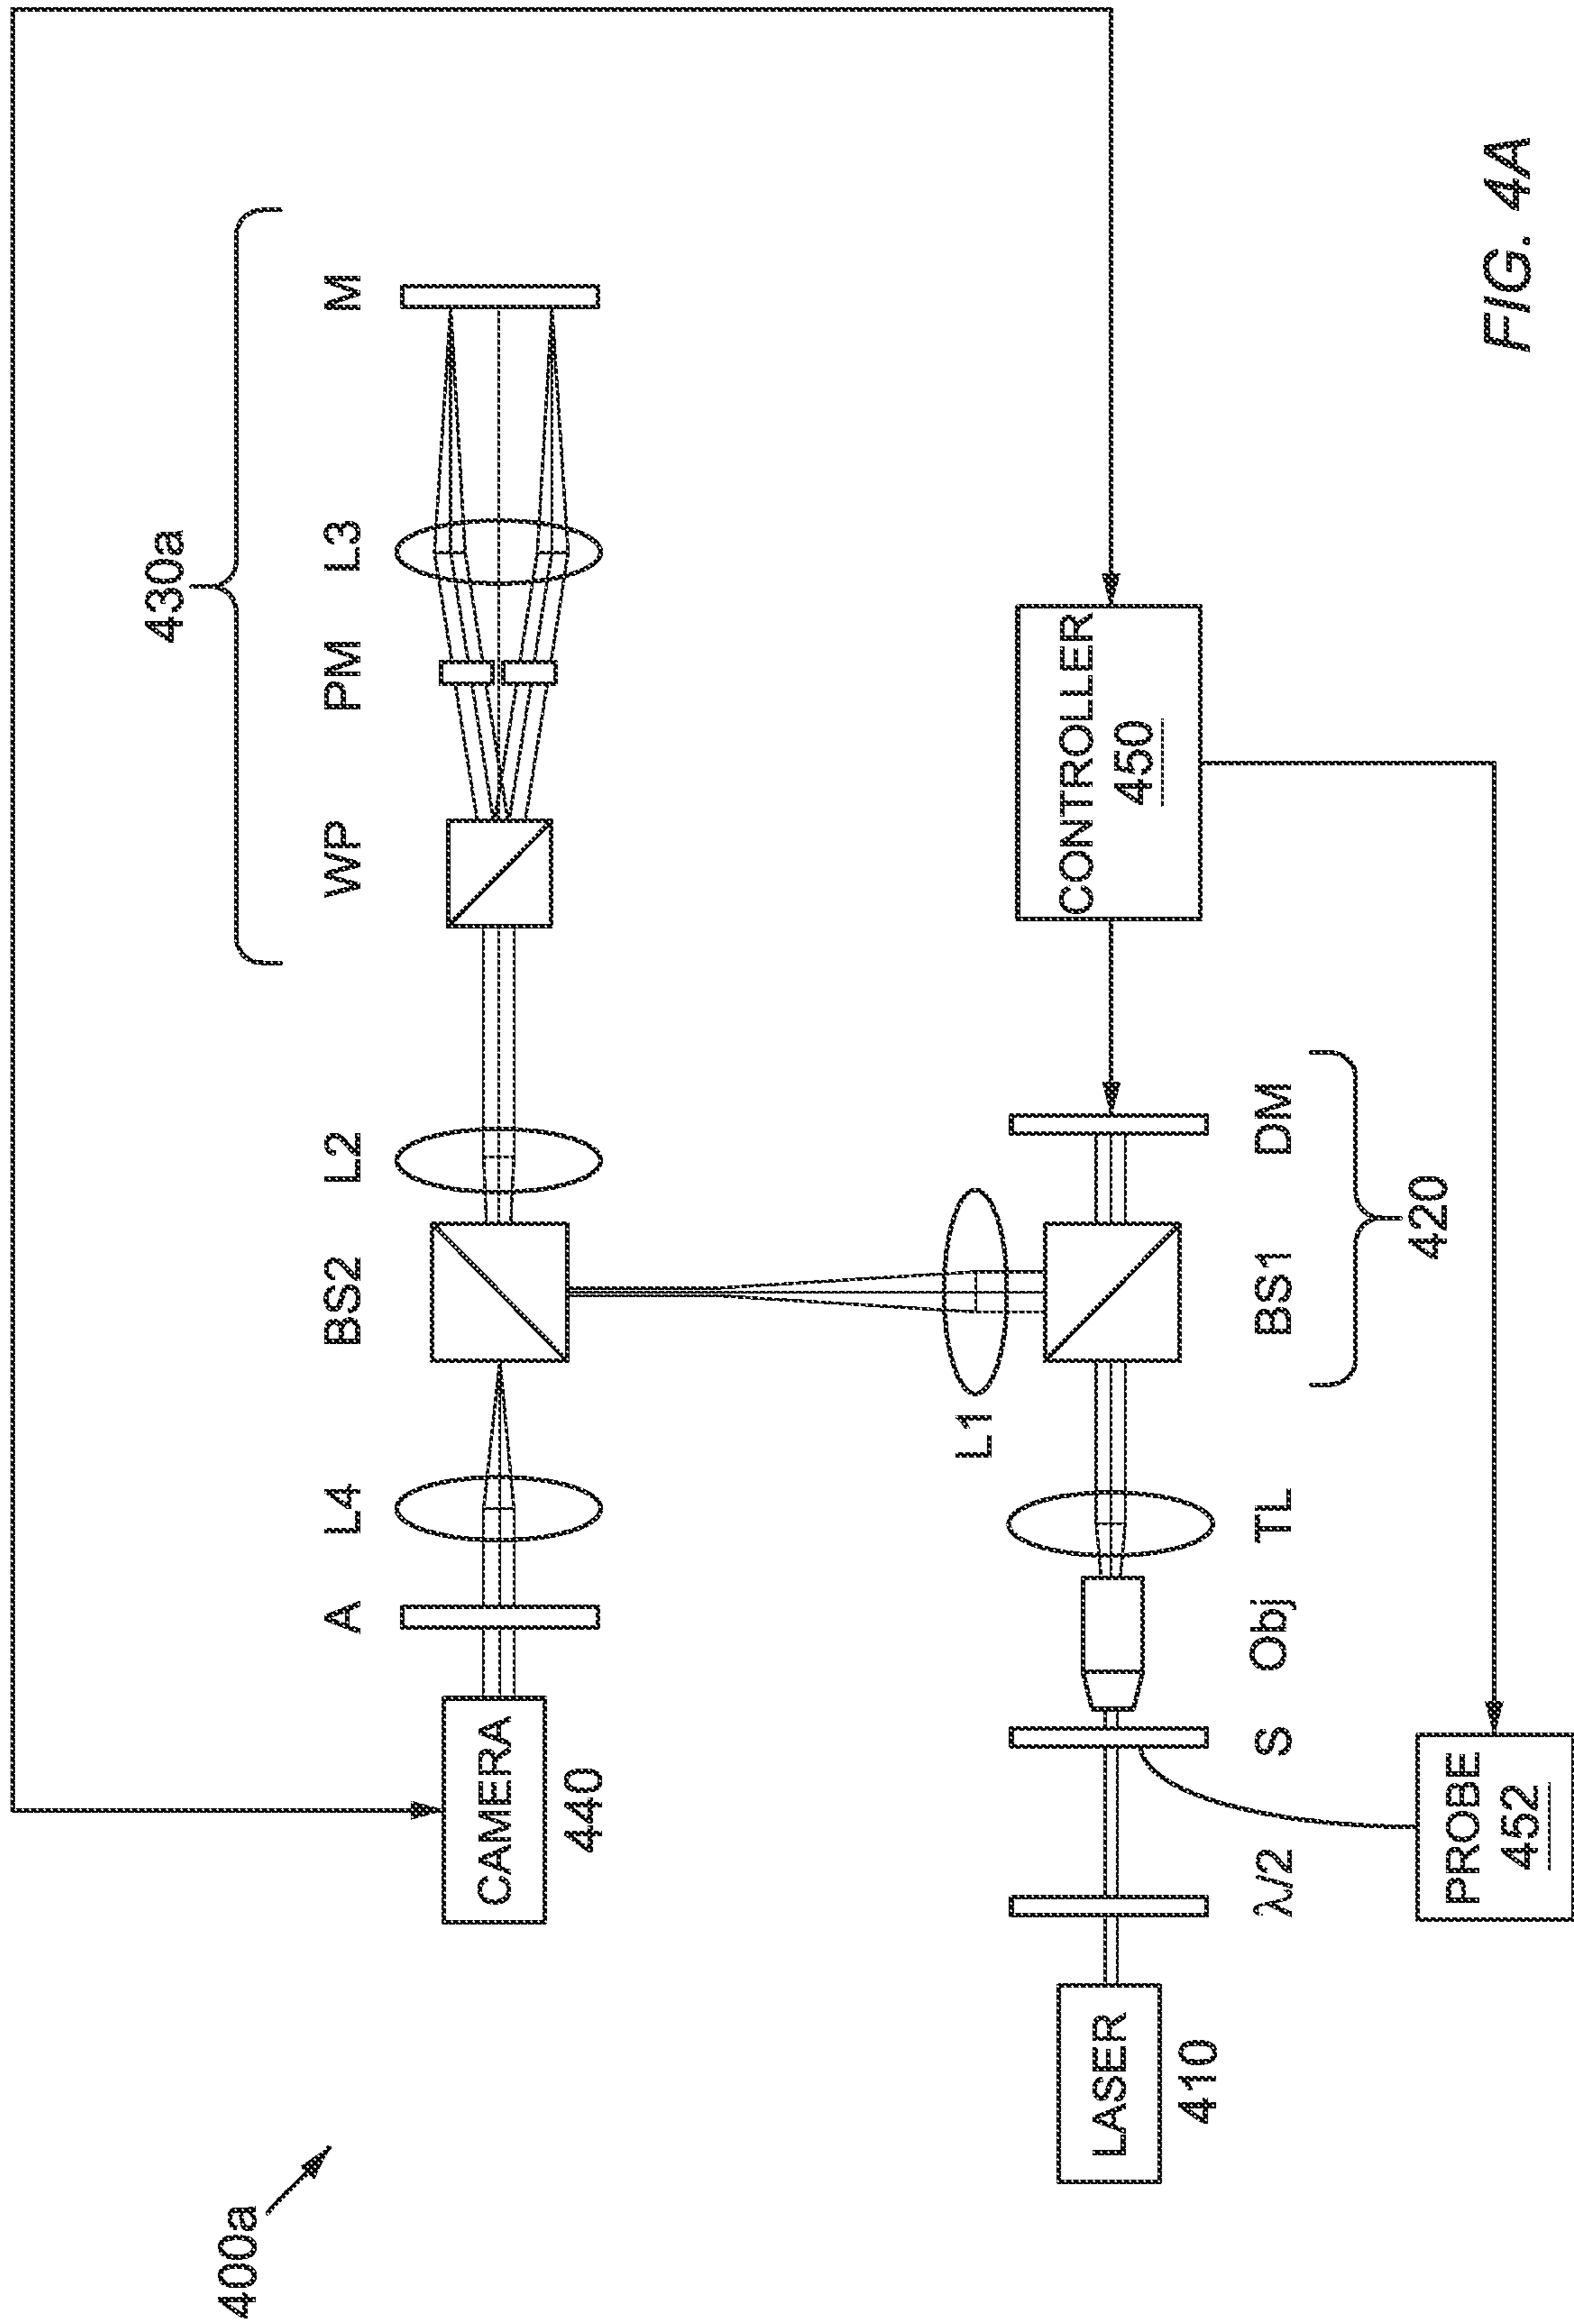 400a
430a
A
L4
BS2
L2
WP
PM
L3
M
CAMERA
440
L1
LASER
410
CONTROLLER
450
λ/2
S
Obj
TL
BS1
DM
420
PROBE
452
FIG. 4A